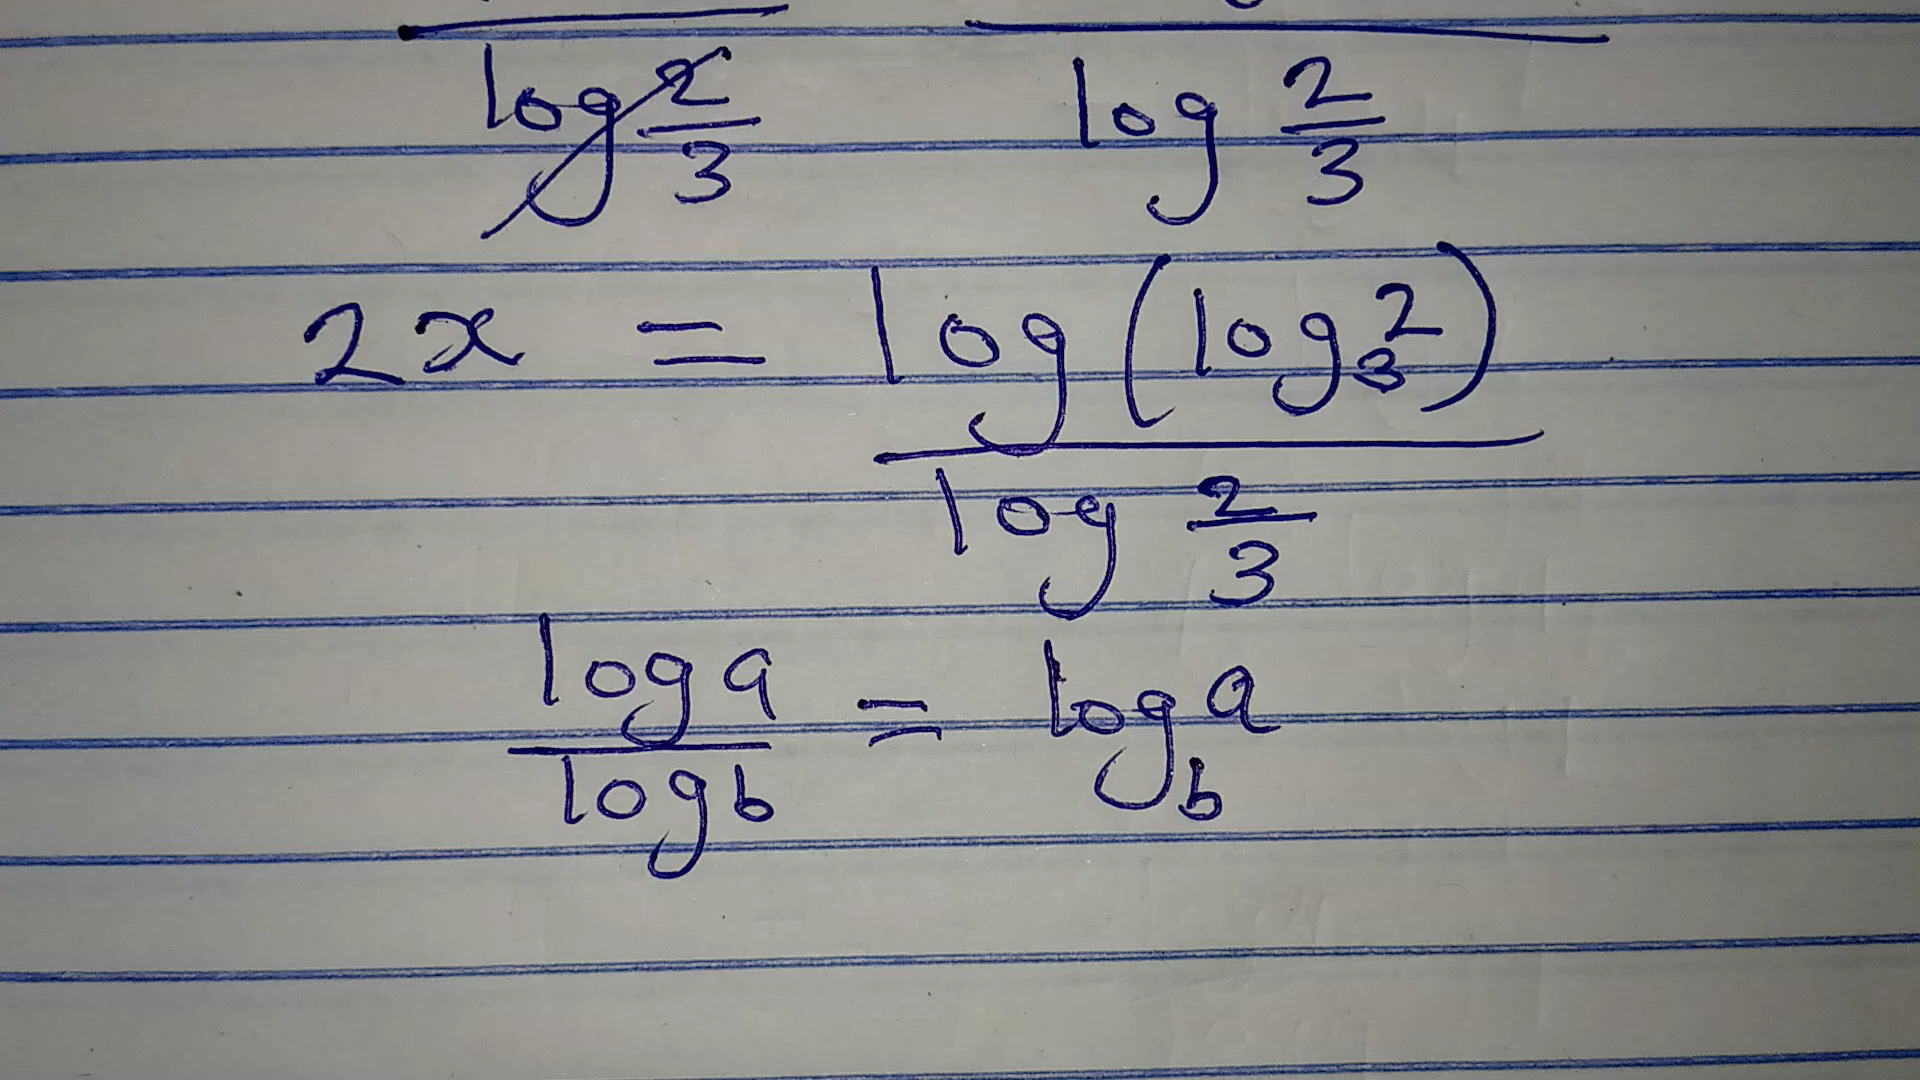 log 2/3 log 2/3
2x = log(log₃2)
log 2/3
log a / log b = log_b a